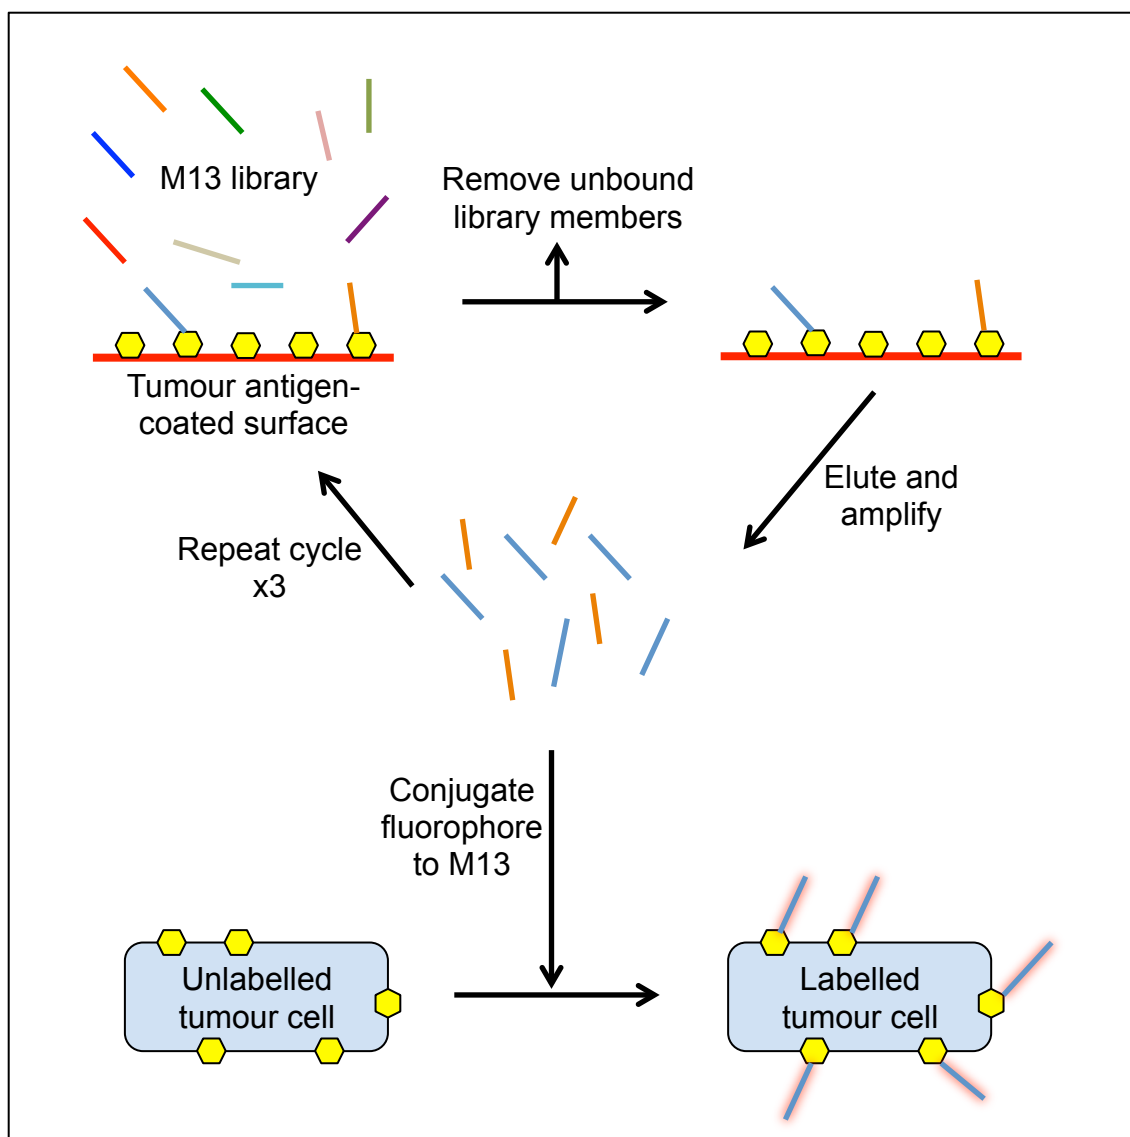 M13 library
Remove unbound
library members
Tumour antigen-
coated surface
Elute and
amplify
Repeat cycle
x3
Conjugate
fluorophore
to M13
Unlabelled
tumour cell
Labelled
tumour cell